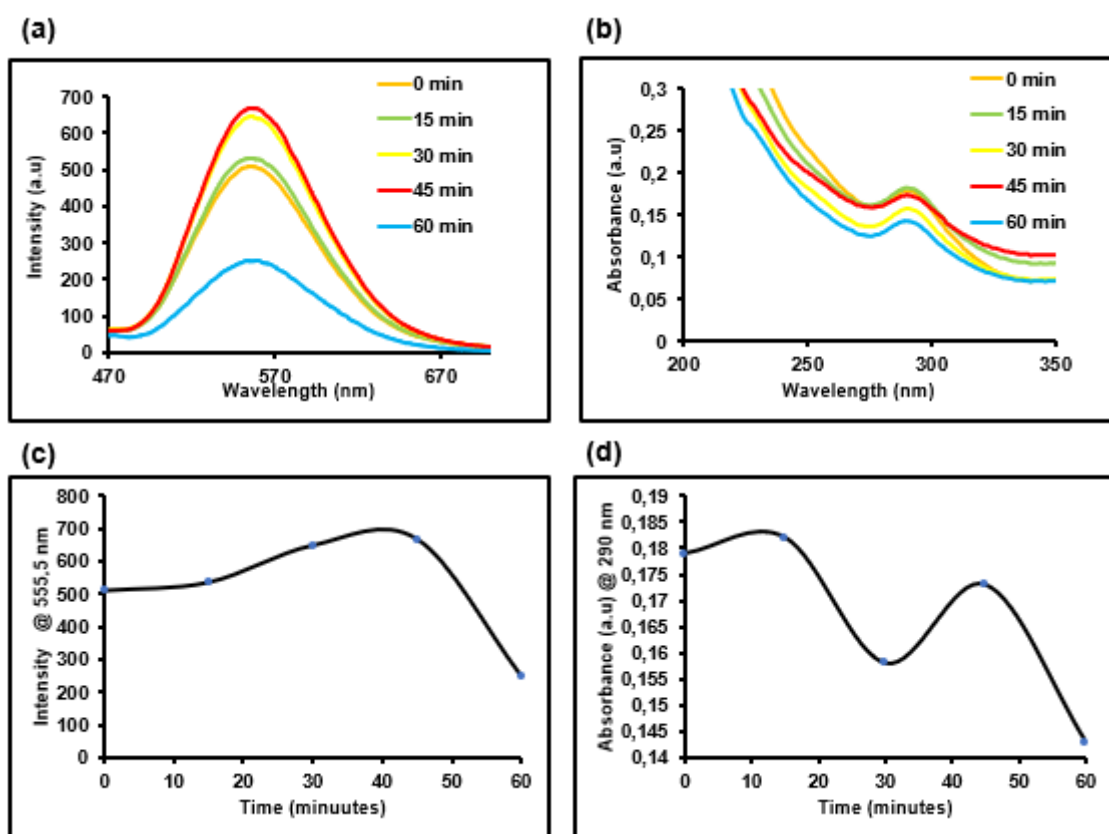 (a)
700
600
500
400
300
200
100
0
470
570
670
Intensity (a.u)
Wavelength (nm)
0 min
15 min
30 min
45 min
60 min
(b)
0,3
0,25
0,2
0,15
0,1
0,05
0
200
250
300
350
Absorbance (a.u)
Wavelength (nm)
0 min
15 min
30 min
45 min
60 min
(c)
800
700
600
500
400
300
200
100
0
0
10
20
30
40
50
60
Intensity @ 555,5 nm
Time (minuutes)
(d)
0,19
0,185
0,18
0,175
0,17
0,165
0,16
0,155
0,15
0,145
0,14
0
10
20
30
40
50
60
Absorbance (a.u) @ 290 nm
Time (minutes)